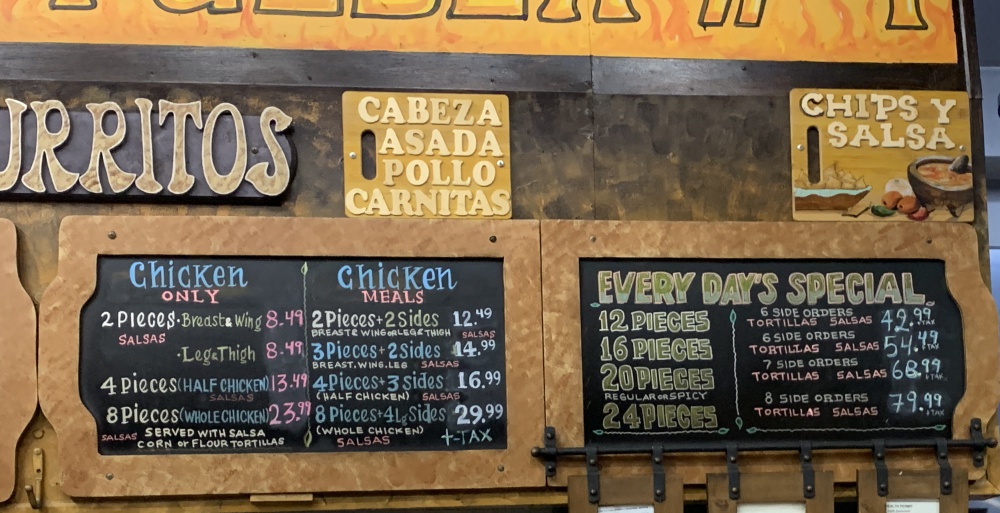 URRITOS
CABEZA
ASADA
POLLO
CARNITAS
CHIPS Y
SALSA
Chicken
ONLY
2 PIECES·Breast & Wing 8.49
SALSAS
·Leg&Thigh 8.49
4 Pieces (HALF CHICKEN) 13.49
SALSAS
8 Pieces (WHOLE CHICKEN) 23.99
SALSAS SERVED WITH SALSA
CORN or FLOUR TORTILLAS
Chicken
MEALS
2 Pieces+2 Sides 12.49
BREAST & WING or LEG & THIGH SALSAS
3 Pieces+2 Sides 14.99
BREAST.WING.LEG SALSAS
4 Pieces+3 sides 16.99
(HALF CHICKEN) SALSAS
8 Pieces+4 Lg Sides 29.99
(WHOLE CHICKEN)
SALSAS +-TAX
EVERY DAY'S SPECIAL
12 PIECES
16 PIECES
20 PIECES
REGULAR or SPICY
24 PIECES
6 SIDE ORDERS
TORTILLAS SALSAS 42.99 +TAX
6 SIDE ORDERS
TORTILLAS SALSAS 54.49
7 SIDE ORDERS
TORTILLAS SALSAS 68.99 +TAX
8 SIDE ORDERS
TORTILLAS SALSAS 79.99 +TAX